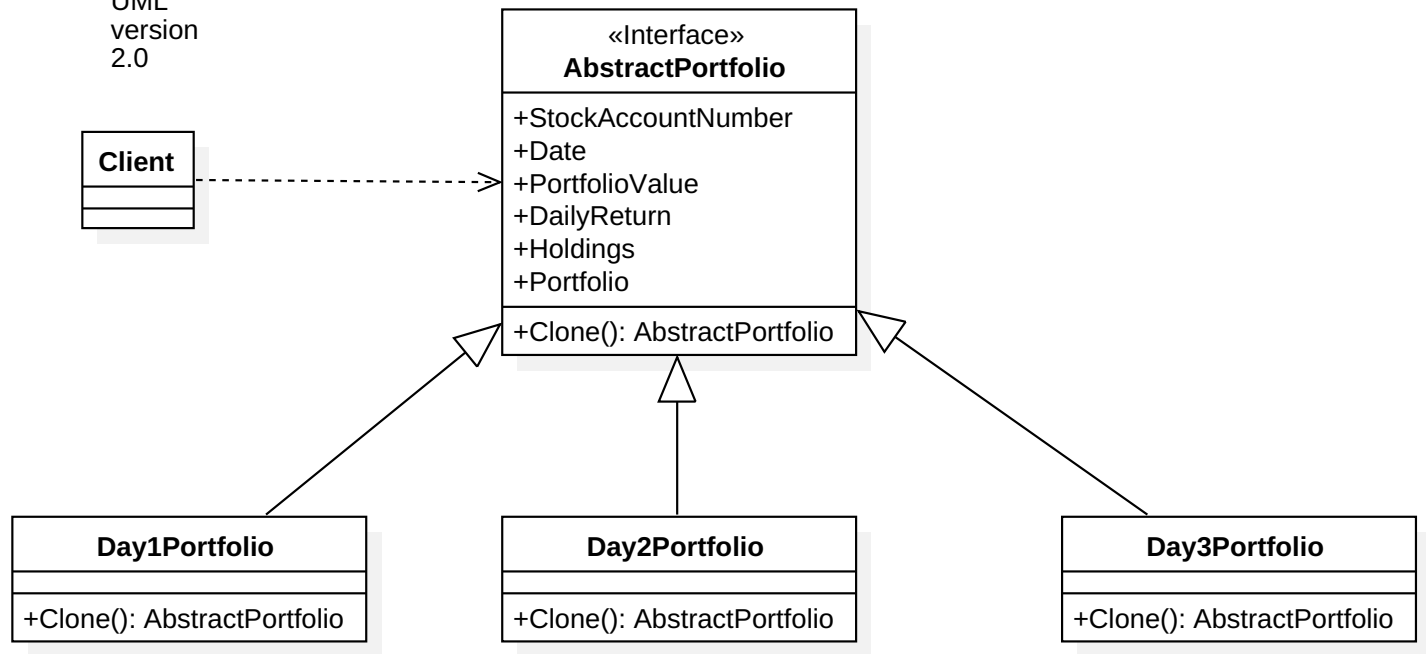 UML
version
2.0
«Interface»
AbstractPortfolio
+StockAccountNumber
+Date
+PortfolioValue
+DailyReturn
+Holdings
+Portfolio
+Clone(): AbstractPortfolio
Client
Day1Portfolio
+Clone(): AbstractPortfolio
Day2Portfolio
+Clone(): AbstractPortfolio
Day3Portfolio
+Clone(): AbstractPortfolio